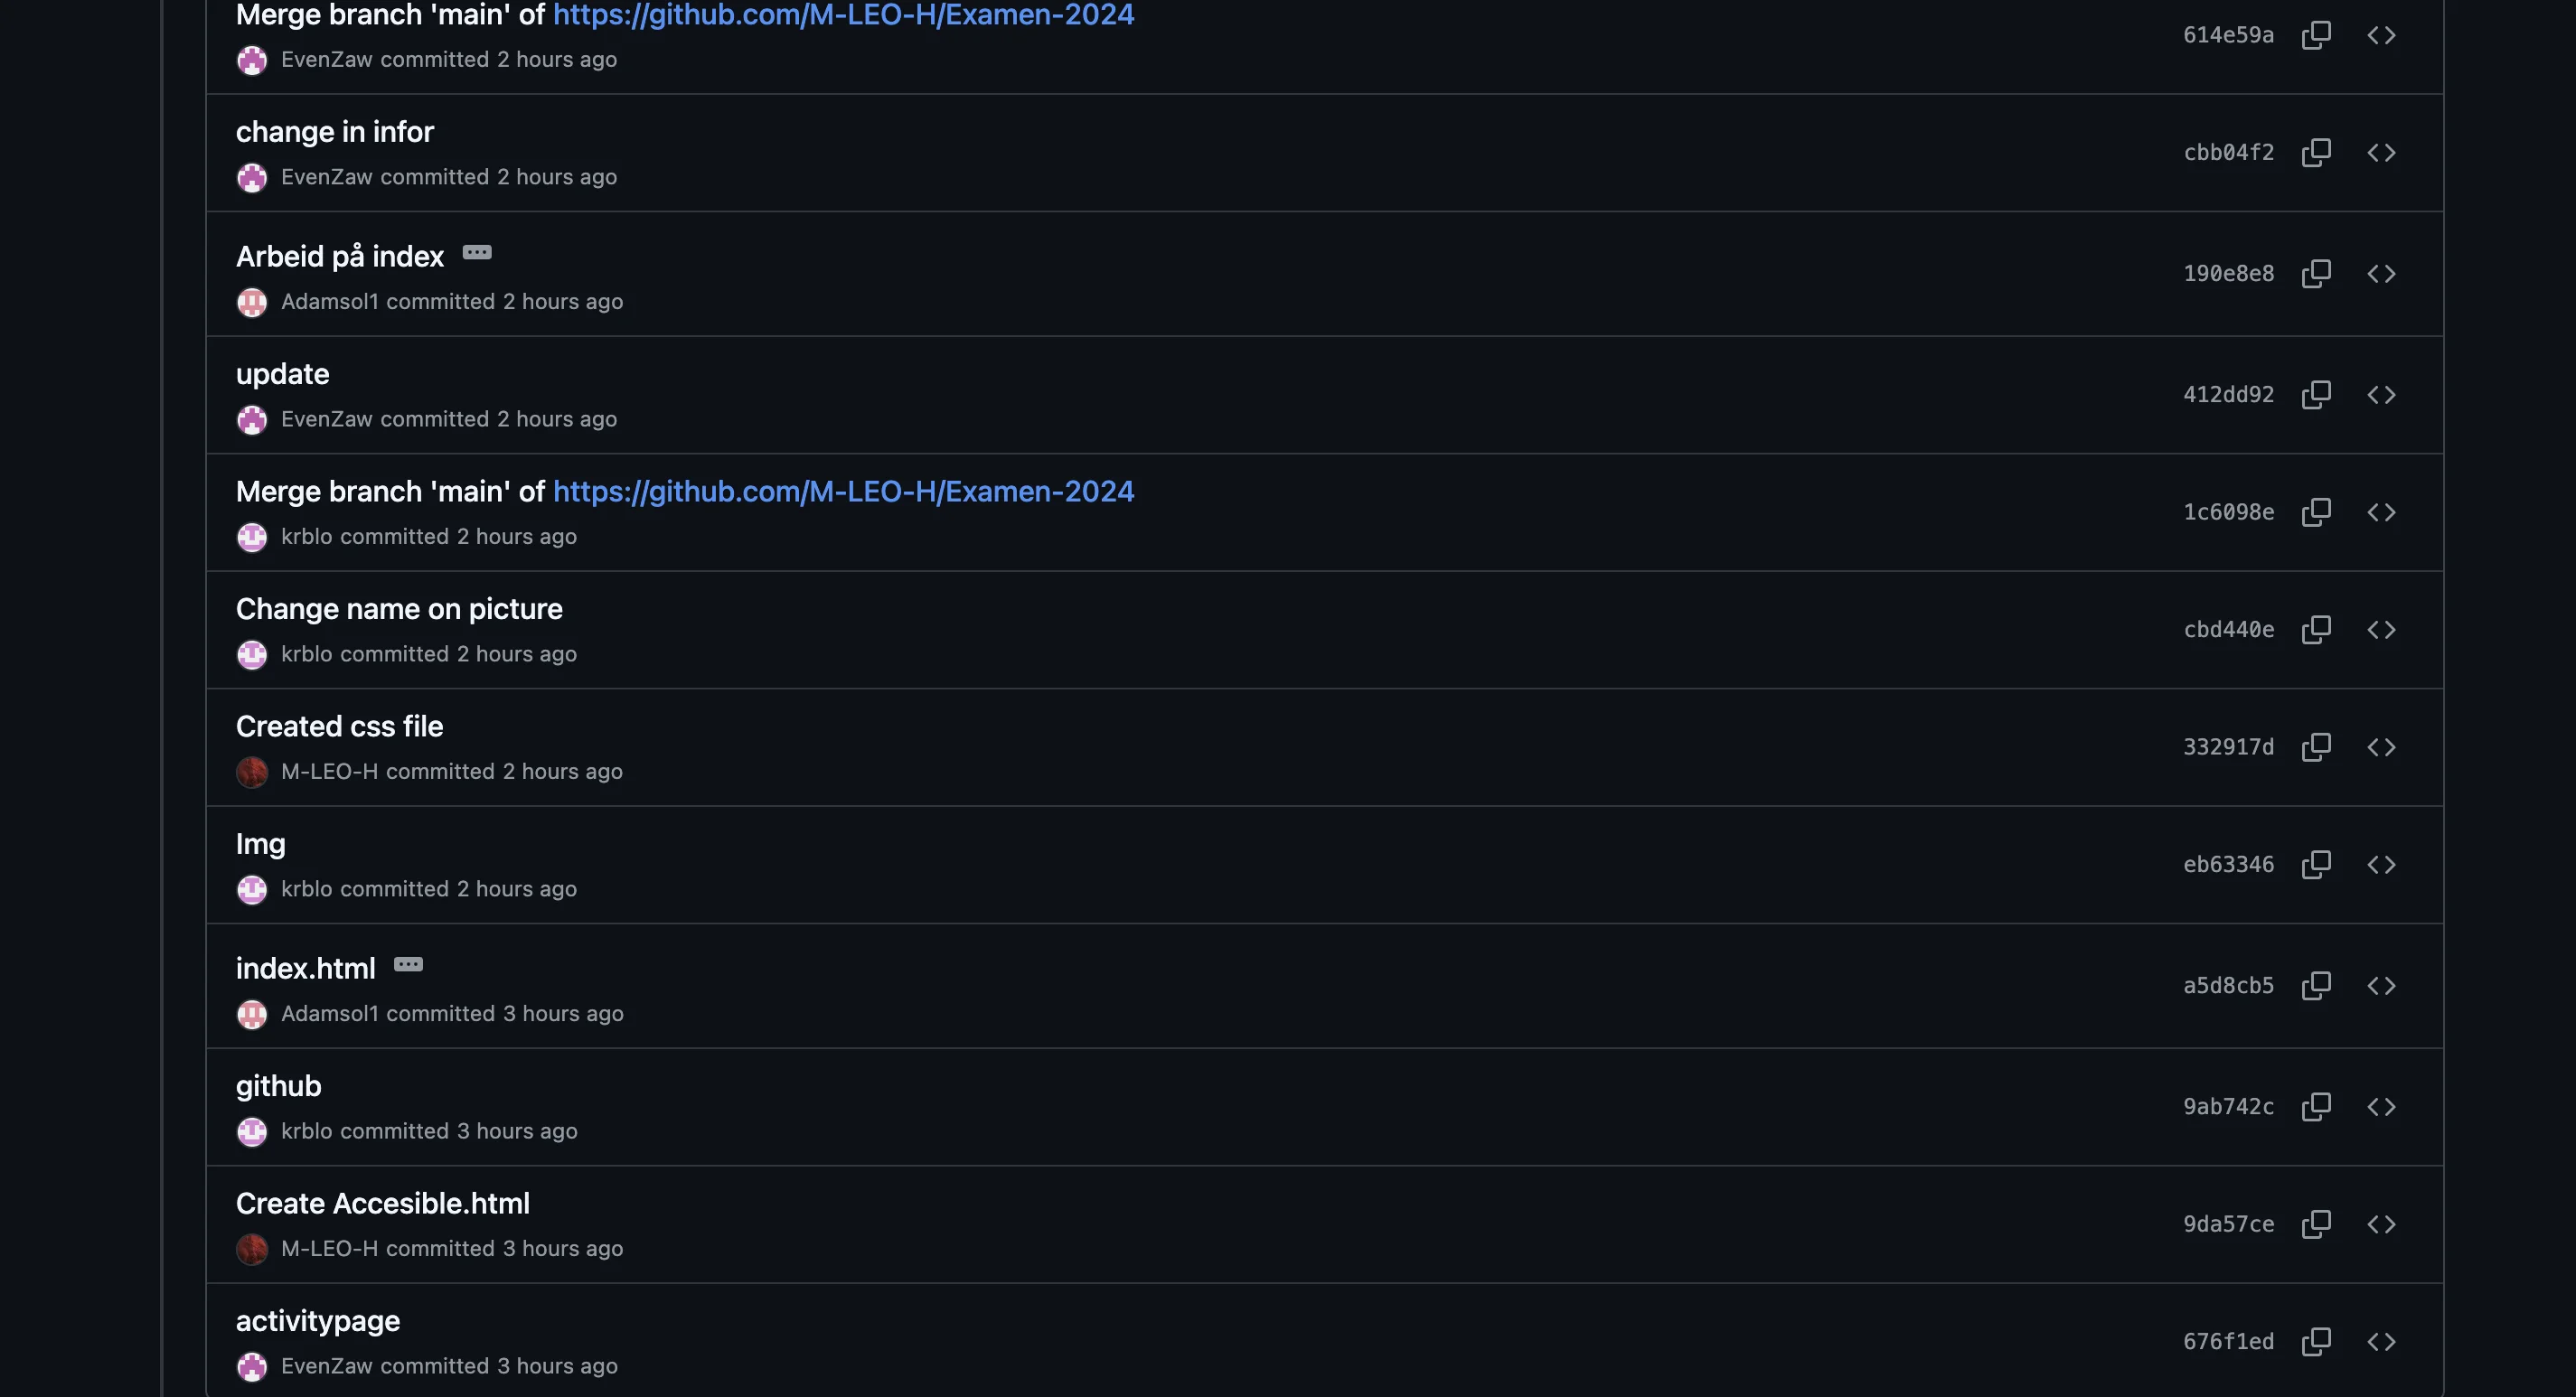 Merge branch 'main' of https://github.com/M-LEO-H/Examen-2024
614e59a
EvenZaw committed 2 hours ago
change in infor
cbb04f2
EvenZaw committed 2 hours ago
Arbeid på index
190e8e8
Adamsol1 committed 2 hours ago
update
412dd92
EvenZaw committed 2 hours ago
Merge branch 'main' of https://github.com/M-LEO-H/Examen-2024
1c6098e
krblo committed 2 hours ago
Change name on picture
cbd440e
krblo committed 2 hours ago
Created css file
332917d
M-LEO-H committed 2 hours ago
Img
eb63346
krblo committed 2 hours ago
index.html
a5d8cb5
Adamsol1 committed 3 hours ago
github
9ab742c
krblo committed 3 hours ago
Create Accesible.html
9da57ce
M-LEO-H committed 3 hours ago
activitypage
676f1ed
EvenZaw committed 3 hours ago